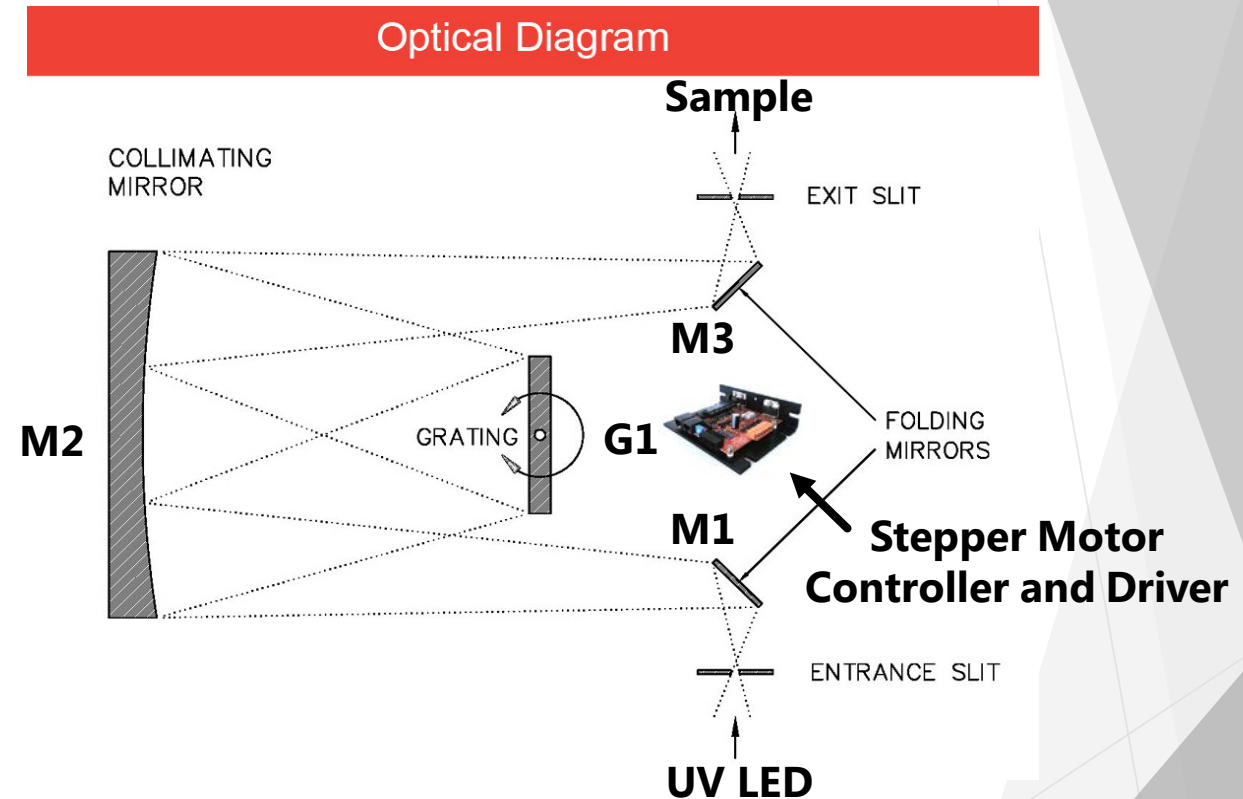 Optical Diagram
Sample
COLLIMATING
MIRROR
EXIT SLIT
M3
M2
GRATING
G1
FOLDING
MIRRORS
M1
Stepper Motor
Controller and Driver
ENTRANCE SLIT
UV LED